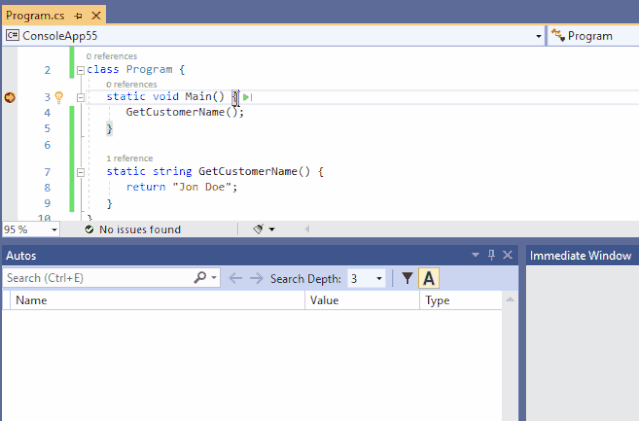 Program.cs
ConsoleApp55 Program
0 references
2 class Program {
0 references
3 static void Main() {
4 GetCustomerName();
5 }
6
1 reference
7 static string GetCustomerName() {
8 return "Jon Doe";
9 }
10 }
95 % No issues found
Autos
Immediate Window
Search (Ctrl+E) Search Depth: 3 A
Name Value Type